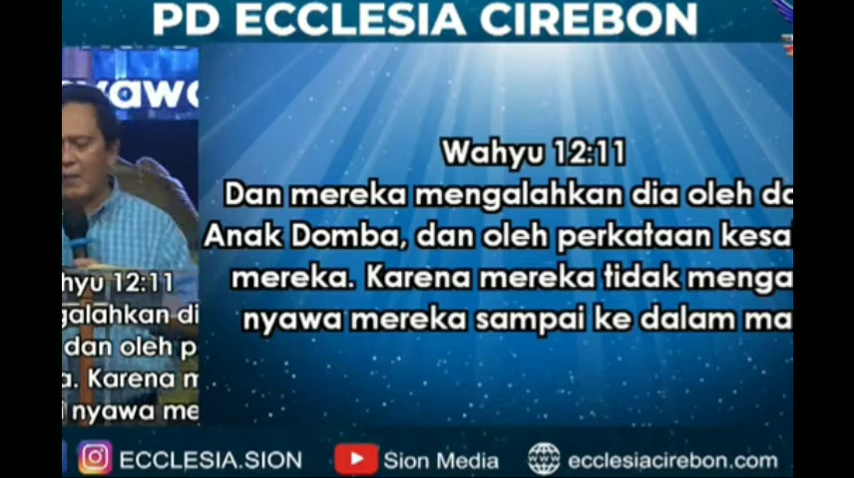 PD ECCLESIA CIREBON
Wahyu 12:11
Dan mereka mengalahkan dia oleh
Anak Domba, dan oleh perkataan
mereka. Karena mereka tidak
nyawa mereka sampai ke dalam
12:11
dan oleh
Karena
nyawa
ECCLESIA.SION
Sion Media
ecclesiacirebon.com